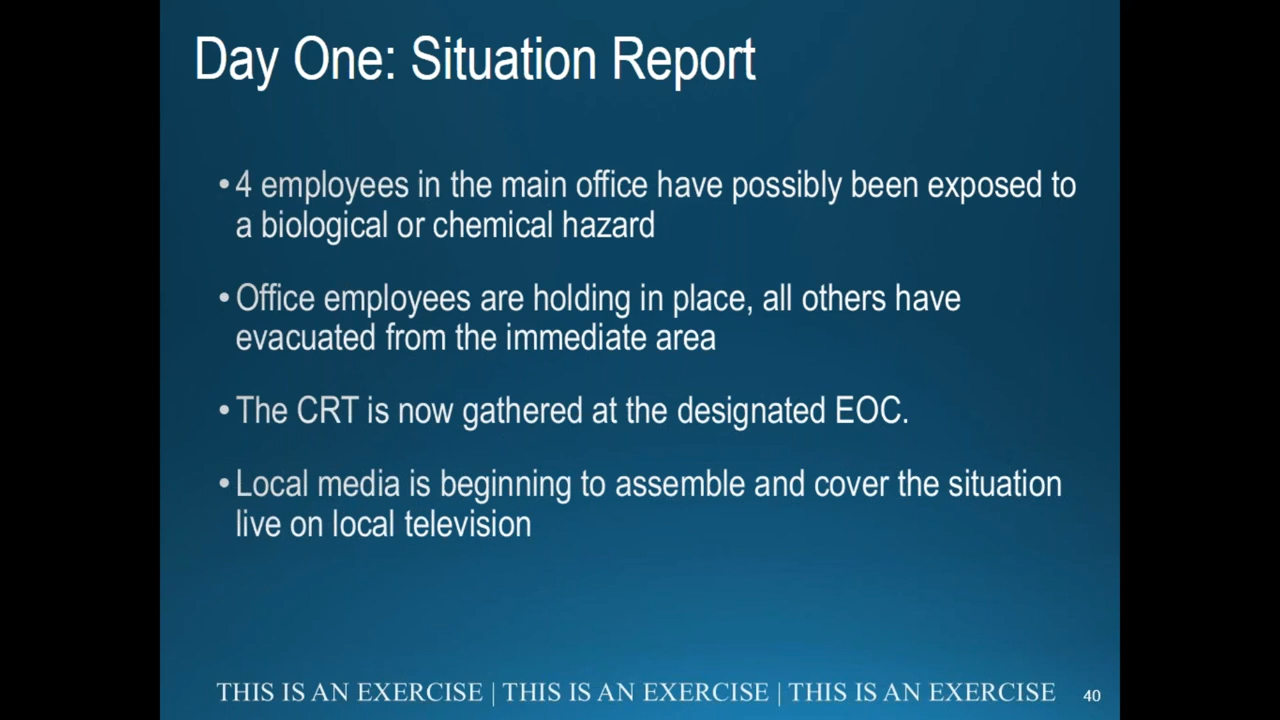 Day One: Situation Report
•4 employees in the main office have possibly been exposed to
a biological or chemical hazard
•Office employees are holding in place, all others have
evacuated from the immediate area
•The CRT is now gathered at the designated EOC.
•Local media is beginning to assemble and cover the situation
live on local television
THIS IS AN EXERCISE | THIS IS AN EXERCISE | THIS IS AN EXERCISE 40